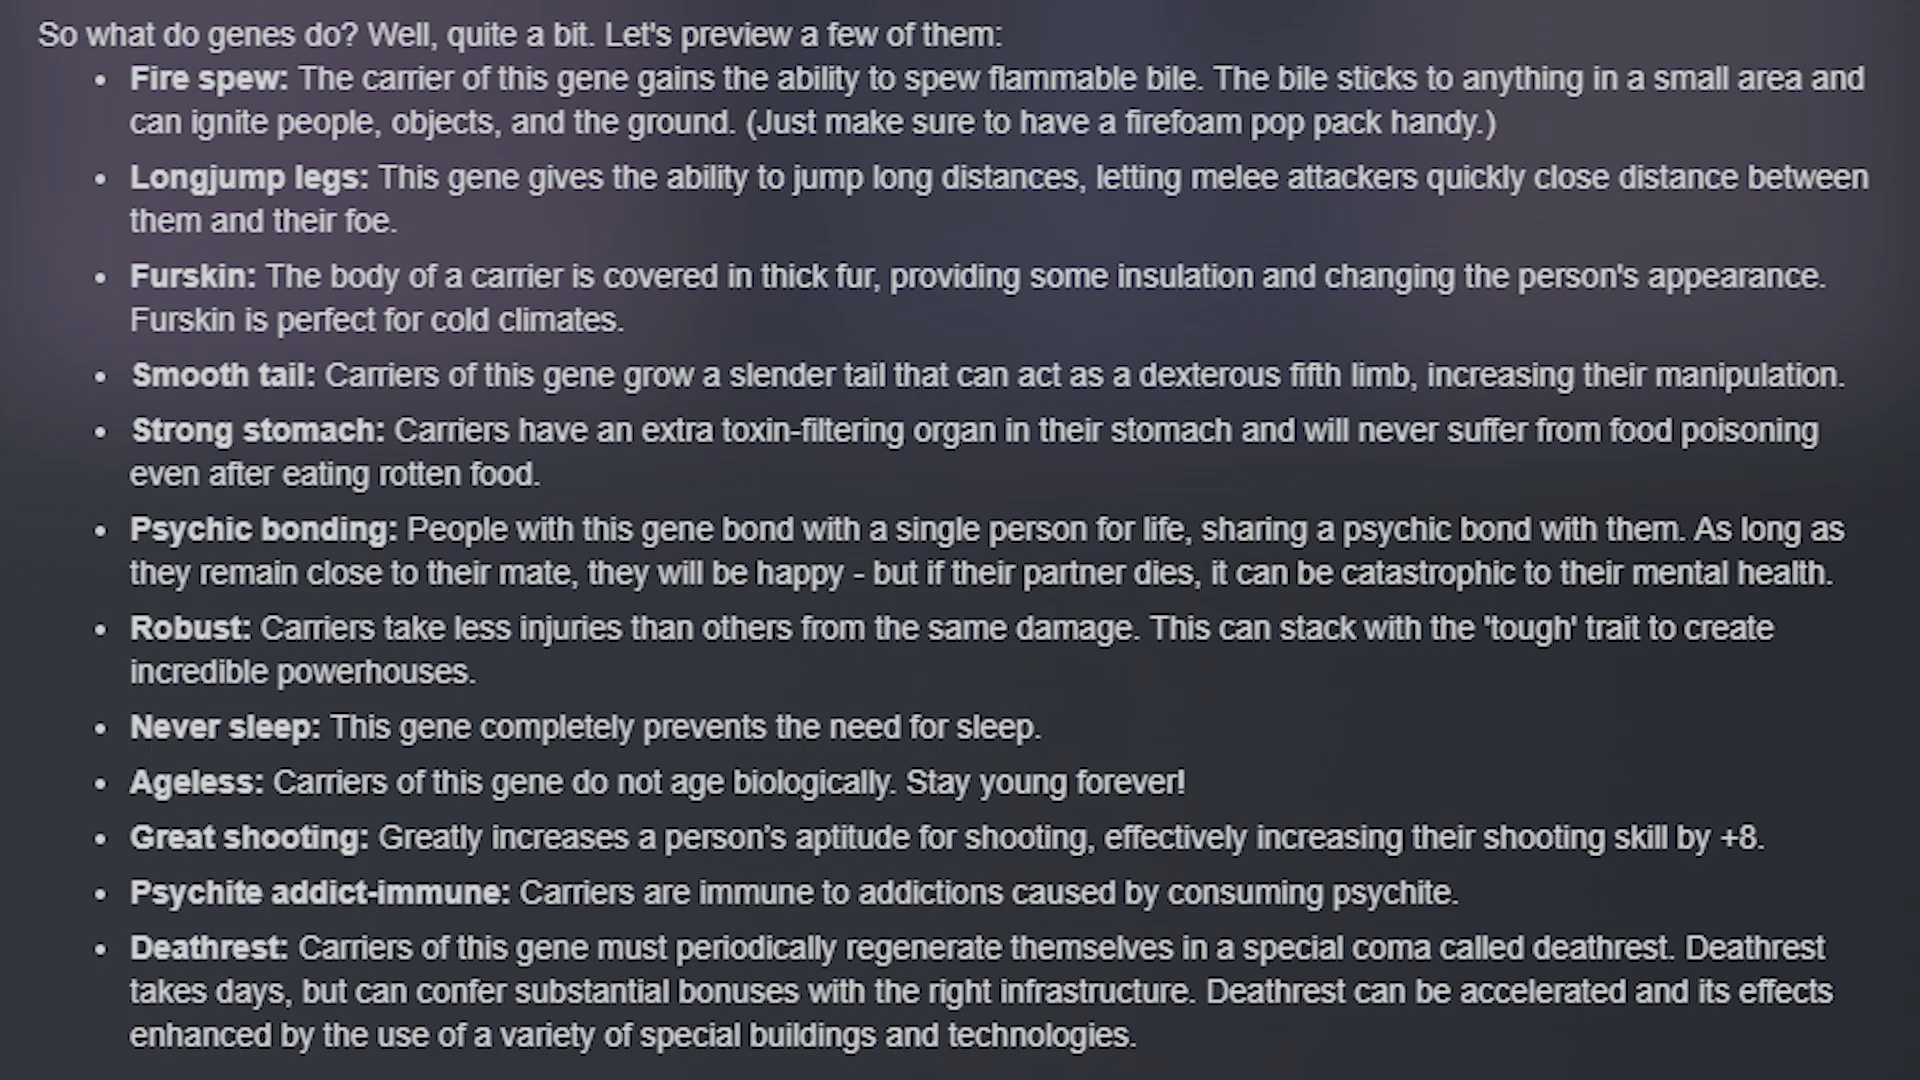 So what do genes do? Well, quite a bit. Let's preview a few of them:
• Fire spew: The carrier of this gene gains the ability to spew flammable bile. The bile sticks to anything in a small area and
can ignite people, objects, and the ground. (Just make sure to have a firefoam pop pack handy.)
• Longjump legs: This gene gives the ability to jump long distances, letting melee attackers quickly close distance between
them and their foe.
• Furskin: The body of a carrier is covered in thick fur, providing some insulation and changing the person's appearance.
Furskin is perfect for cold climates.
• Smooth tail: Carriers of this gene grow a slender tail that can act as a dexterous fifth limb, increasing their manipulation.
• Strong stomach: Carriers have an extra toxin-filtering organ in their stomach and will never suffer from food poisoning
even after eating rotten food.
• Psychic bonding: People with this gene bond with a single person for life, sharing a psychic bond with them. As long as
they remain close to their mate, they will be happy - but if their partner dies, it can be catastrophic to their mental health.
• Robust: Carriers take less injuries than others from the same damage. This can stack with the 'tough' trait to create
incredible powerhouses.
• Never sleep: This gene completely prevents the need for sleep.
• Ageless: Carriers of this gene do not age biologically. Stay young forever!
• Great shooting: Greatly increases a person’s aptitude for shooting, effectively increasing their shooting skill by +8.
• Psychite addict-immune: Carriers are immune to addictions caused by consuming psychite.
• Deathrest: Carriers of this gene must periodically regenerate themselves in a special coma called deathrest. Deathrest
takes days, but can confer substantial bonuses with the right infrastructure. Deathrest can be accelerated and its effects
enhanced by the use of a variety of special buildings and technologies.